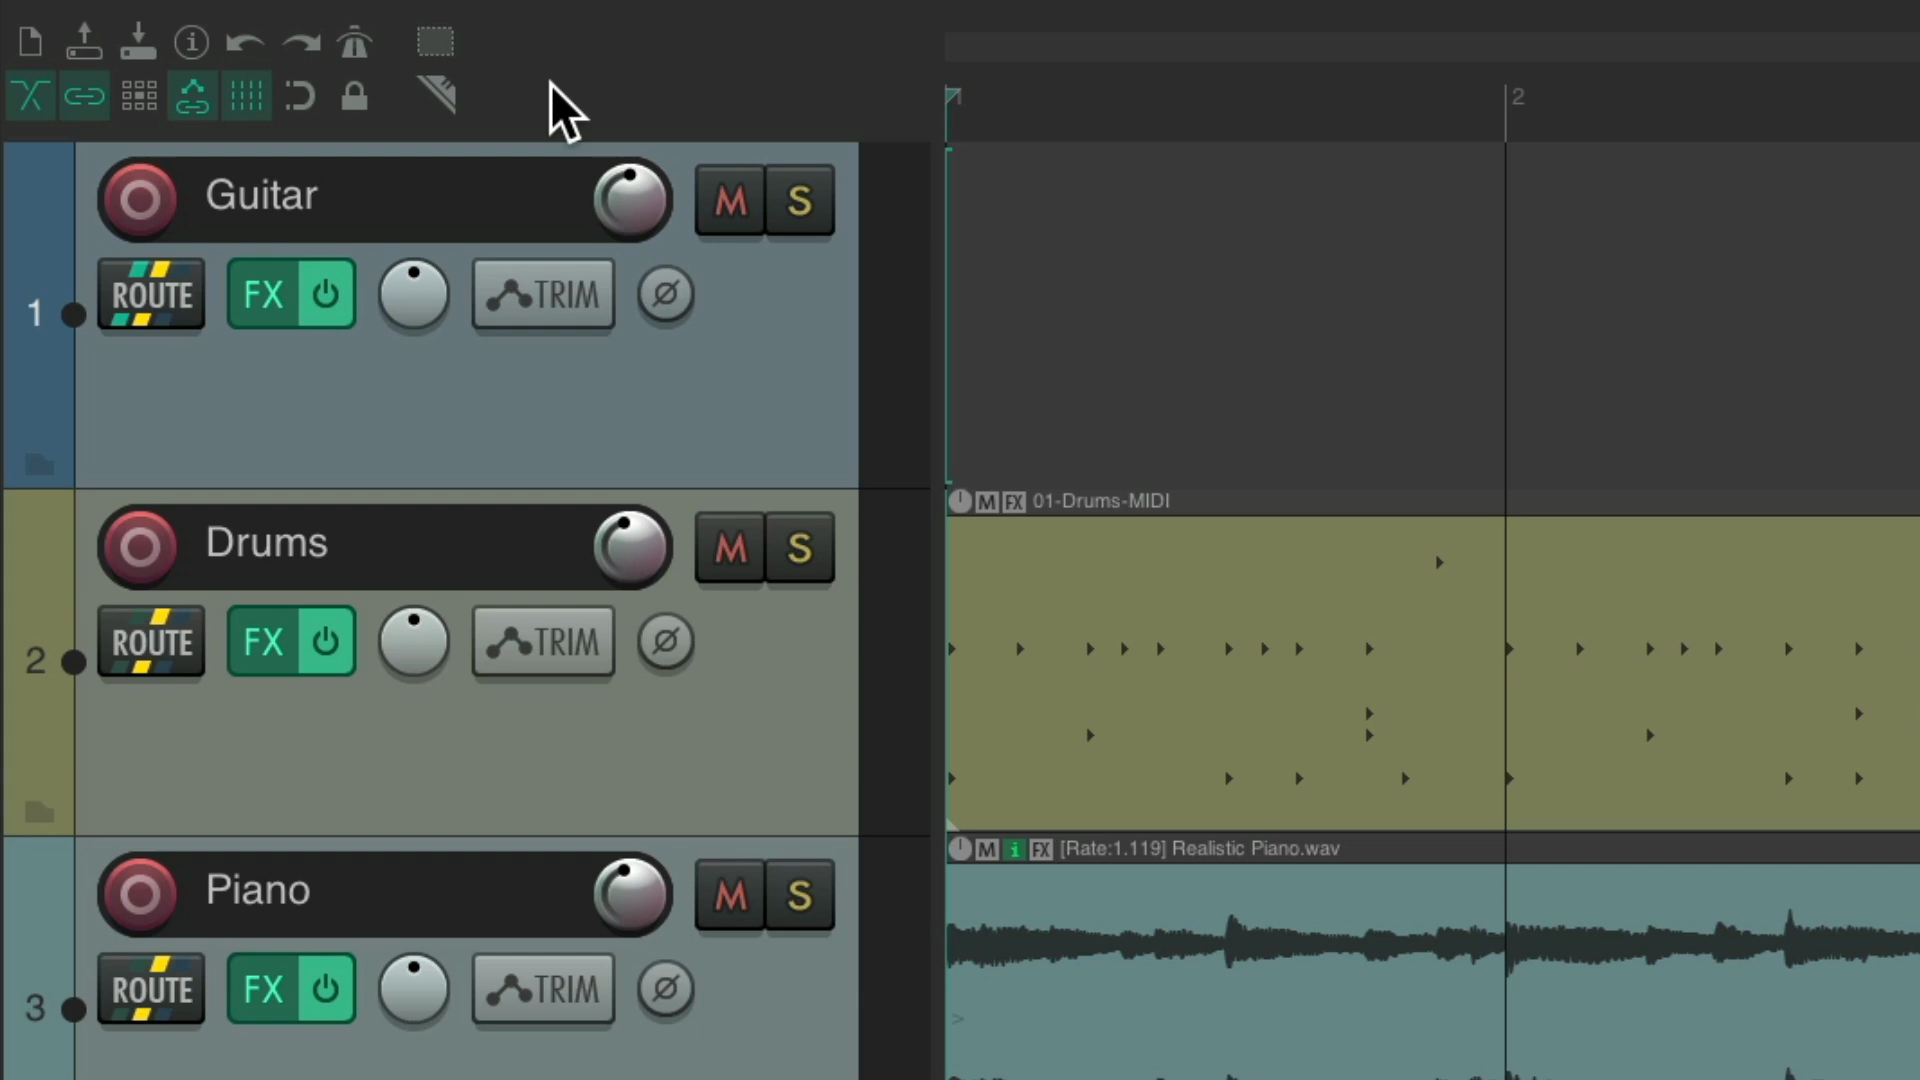 1
2
Guitar
M S
ROUTE FX TRIM
1
M FX 01-Drums-MIDI
Drums
M S
ROUTE FX TRIM
2
M i FX [Rate:1.119] Realistic Piano.wav
Piano
M S
ROUTE FX TRIM
3